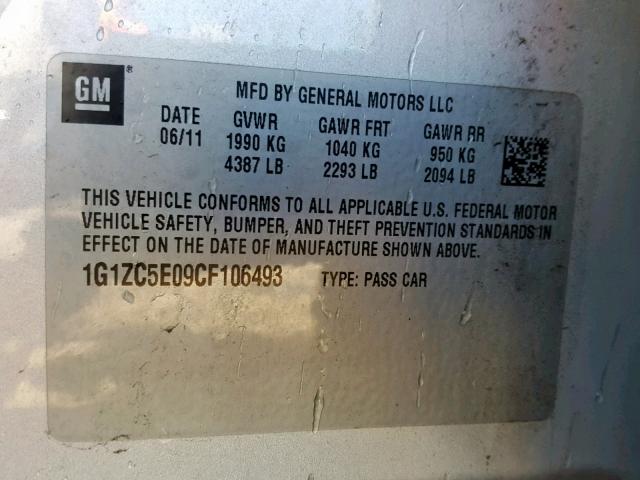 GM ®
MFD BY GENERAL MOTORS LLC
DATE GVWR GAWR FRT GAWR RR
06/11 1990 KG 1040 KG 950 KG
4387 LB 2293 LB 2094 LB
THIS VEHICLE CONFORMS TO ALL APPLICABLE U.S. FEDERAL MOTOR
VEHICLE SAFETY, BUMPER, AND THEFT PREVENTION STANDARDS IN
EFFECT ON THE DATE OF MANUFACTURE SHOWN ABOVE.
1G1ZC5E09CF106493 TYPE: PASS CAR